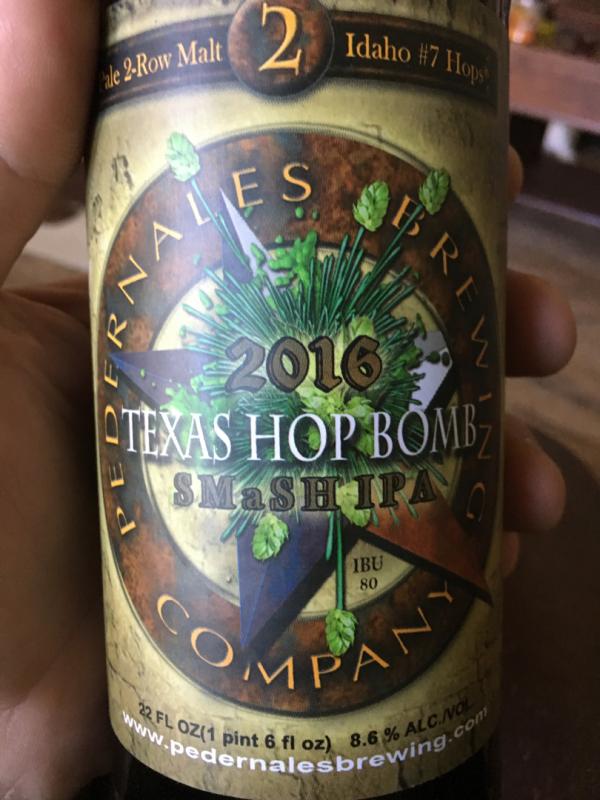 Pale 2-Row Malt 2 Idaho #7 Hops
PEDERNALES BREWING
2016
TEXAS HOP BOMB
SMaSH IPA
IBU
80
COMPANY
22 FL OZ(1 pint 6 fl oz) 8.6 % ALC./VOL.
www.pedernalesbrewing.com